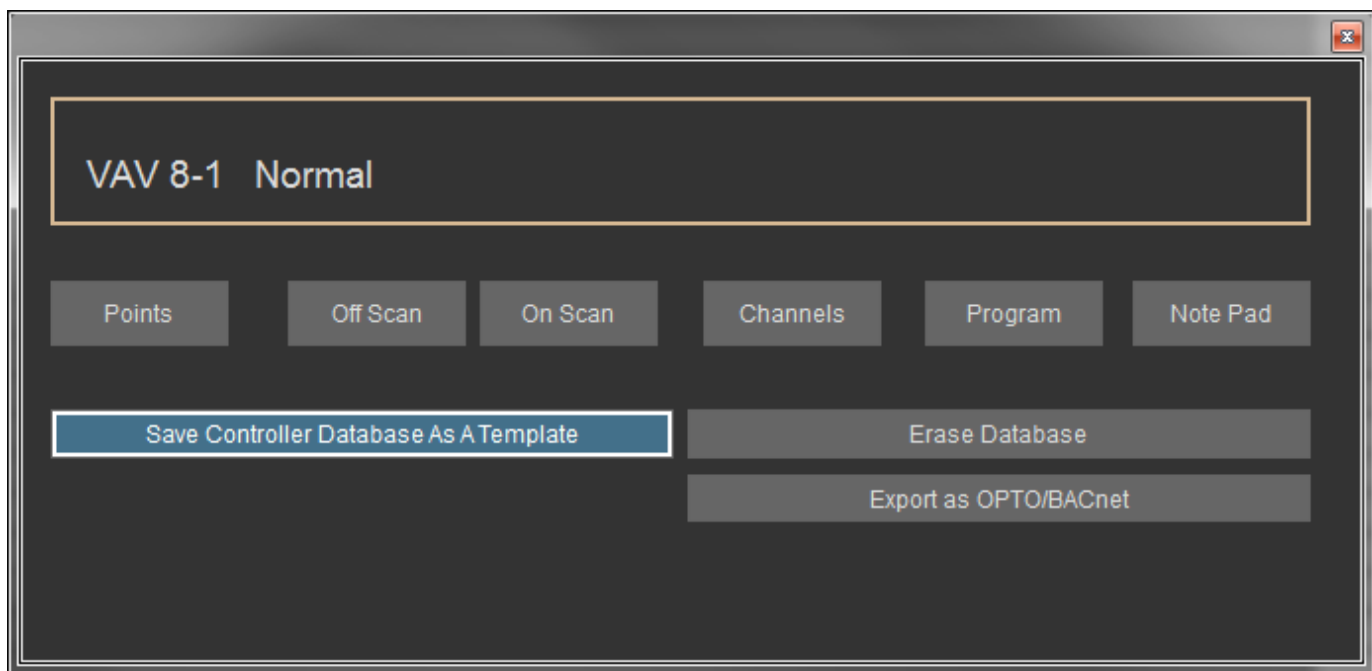 VAV 8-1 Normal
Points
Off Scan
On Scan
Channels
Program
Note Pad
Save Controller Database As A Template
Erase Database
Export as OPTO/BACnet